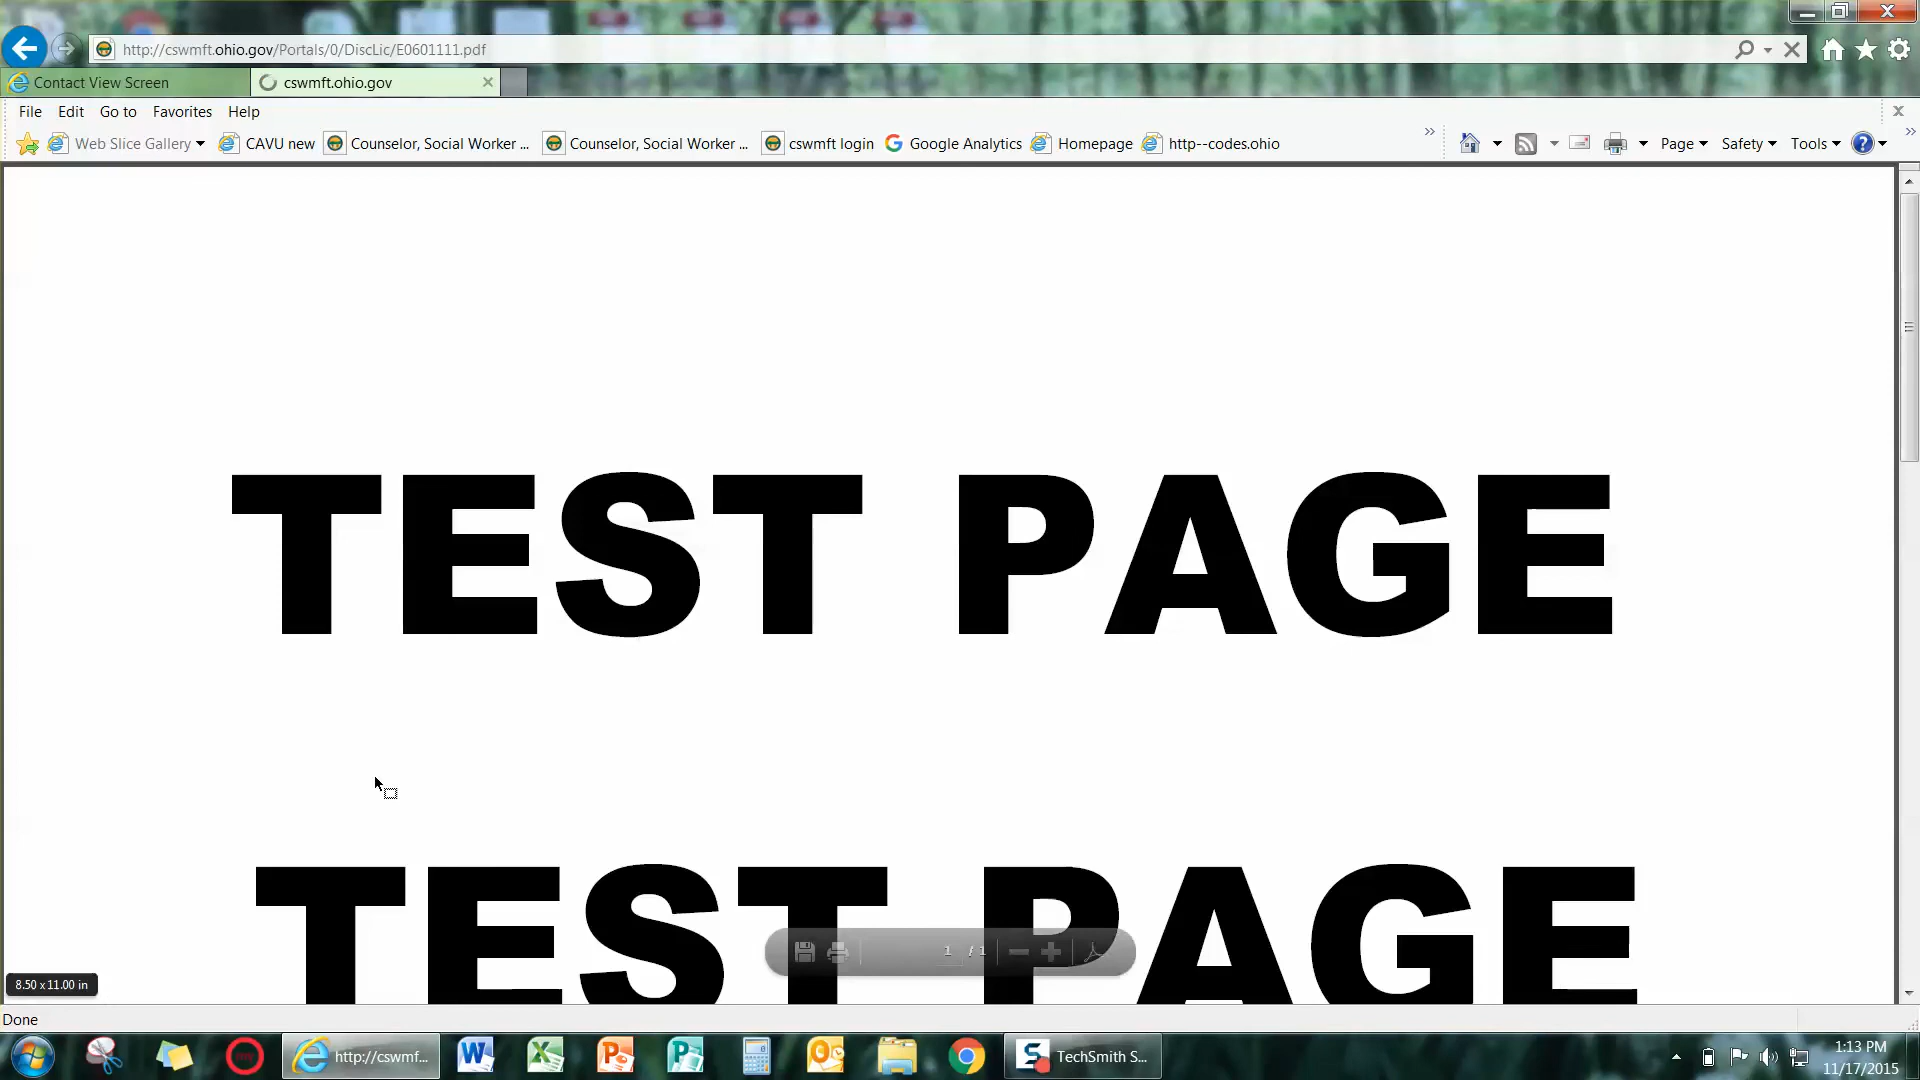 http://cswmft.ohio.gov/Portals/0/DiscLic/E0601111.pdf
Contact View Screen
cswmft.ohio.gov
File Edit Go to Favorites Help
Web Slice Gallery CAVU new Counselor, Social Worker ... Counselor, Social Worker ... cswmft login Google Analytics Homepage http--codes.ohio Page Safety Tools
TEST PAGE
TEST PAGE
1 / 1
8.50 x 11.00 in
Done
http://cswmf... TechSmith S...
1:13 PM
11/17/2015